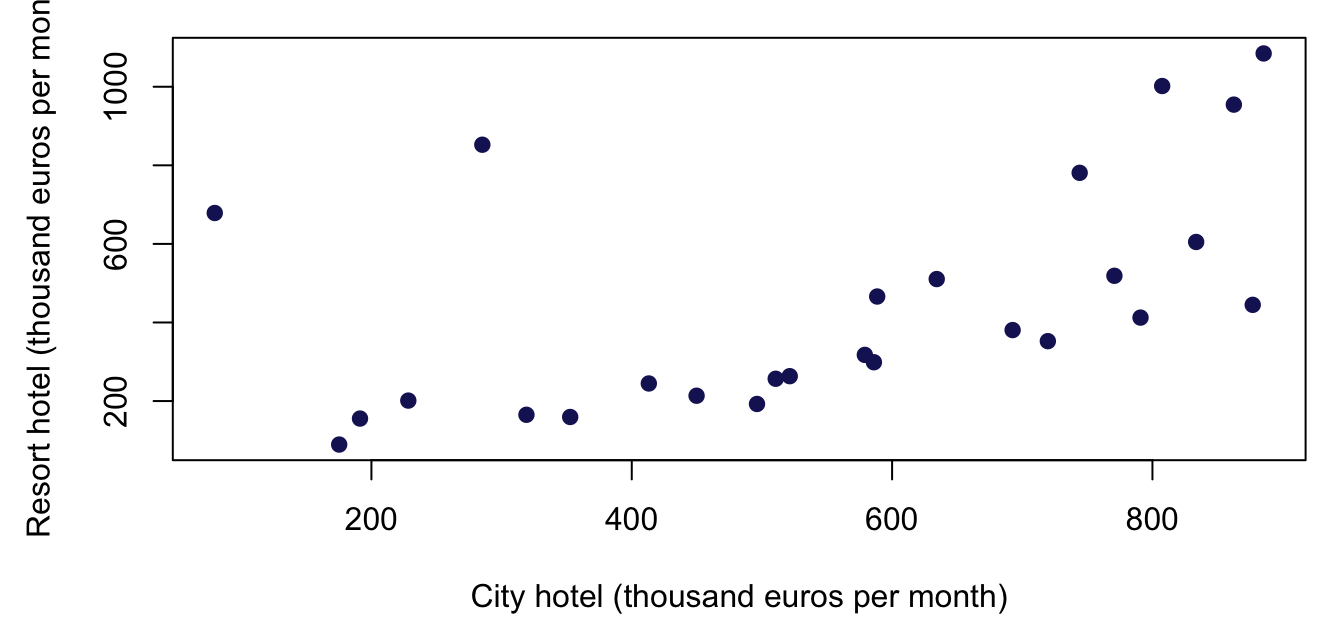 Resort hotel (thousand euros per mon
1000
600
200
200 400 600 800
City hotel (thousand euros per month)